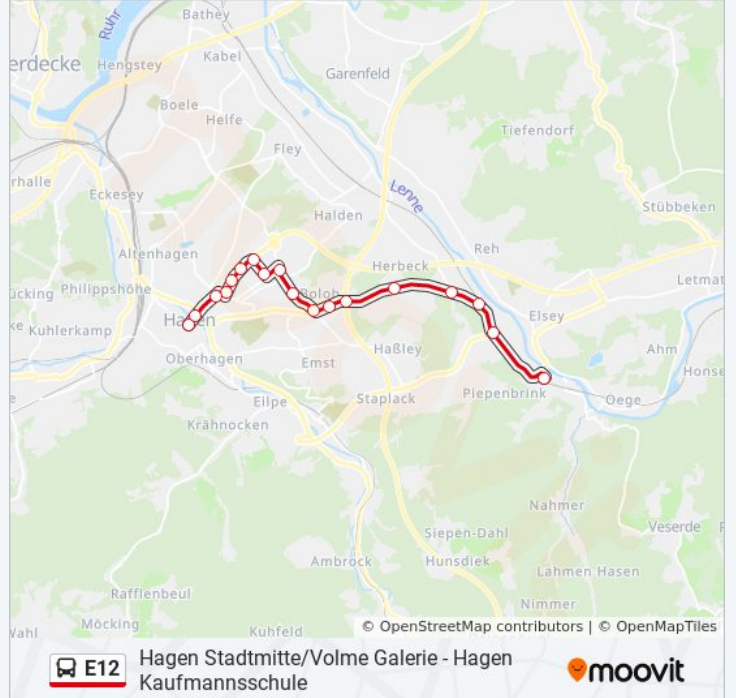 Bathey
Ruhr
Kabel
erdecke
Hengstey
Garenfeld
Boele
Helfe
Tiefendorf
Fley
rhalle
Eckesey
Lenne
Stübbeken
Halden
Altenhagen
Reh
Herbeck
Letmat
ücking
Philippshöhe
Boloh
Elsey
ke
Kuhlerkamp
Hagen
Ahm
Haßley
Oberhagen
Emst
Honse
Piepenbrink
Staplack
Eilpe
Oege
e
Krähnocken
Nahmer
Veserde
Siepen-Dahl
Ambrock
Hunsdiek
Lahmen Hasen
Rafflenbeul
Nimmer
Möcking
Wahl
Kuhfeld
© OpenStreetMap contributors | © OpenMapTiles
E12
Hagen Stadtmitte/Volme Galerie - Hagen
Kaufmannsschule
moovit